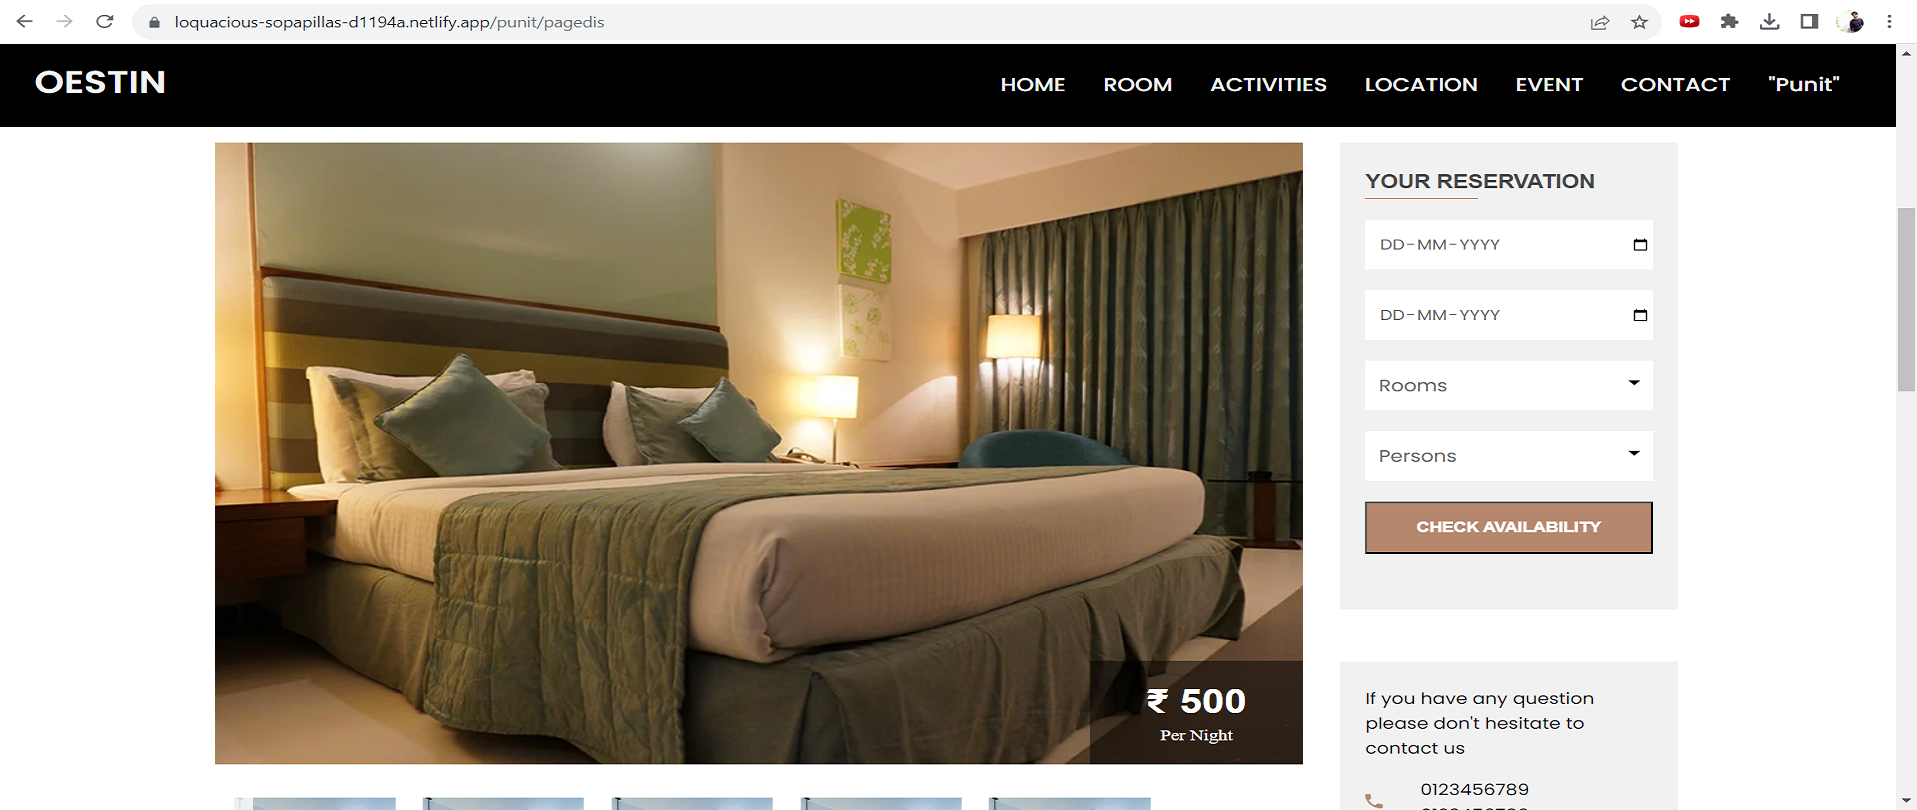 loquacious-sopapillas-d1194a.netlify.app/punit/pagedis
OESTIN
HOME ROOM ACTIVITIES LOCATION EVENT CONTACT "Punit"
₹ 500
Per Night
YOUR RESERVATION
DD-MM-YYYY
DD-MM-YYYY
Rooms
Persons
CHECK AVAILABILITY
If you have any question
please don't hesitate to
contact us
0123456789